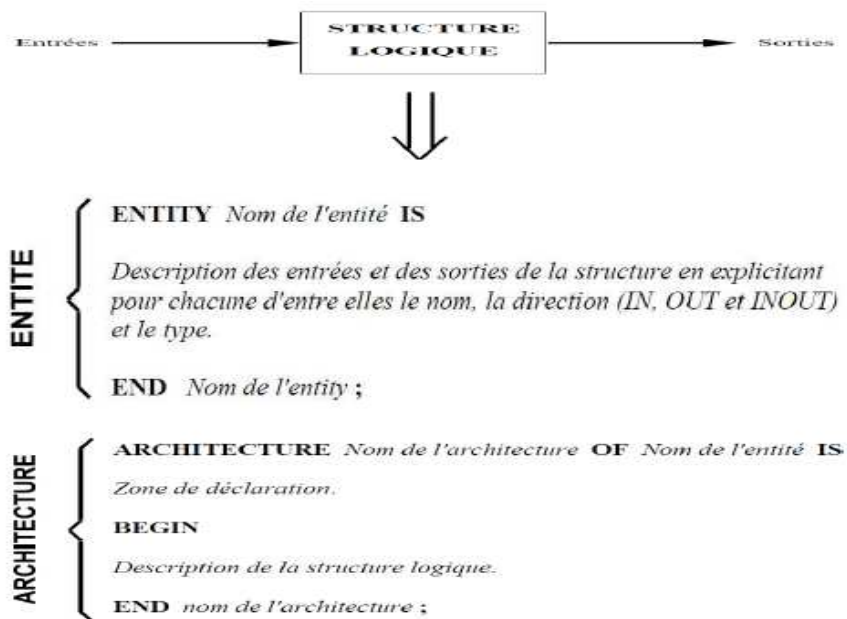 Entrées
STRUCTURE
LOGIQUE
Sorties
ENTITE
ENTITY Nom de l'entité IS
Description des entrées et des sorties de la structure en explicitant
pour chacune d'entre elles le nom, la direction (IN, OUT et INOUT)
et le type.
END Nom de l'entity ;
ARCHITECTURE
ARCHITECTURE Nom de l'architecture OF Nom de l'entité IS
Zone de déclaration.
BEGIN
Description de la structure logique.
END nom de l'architecture ;